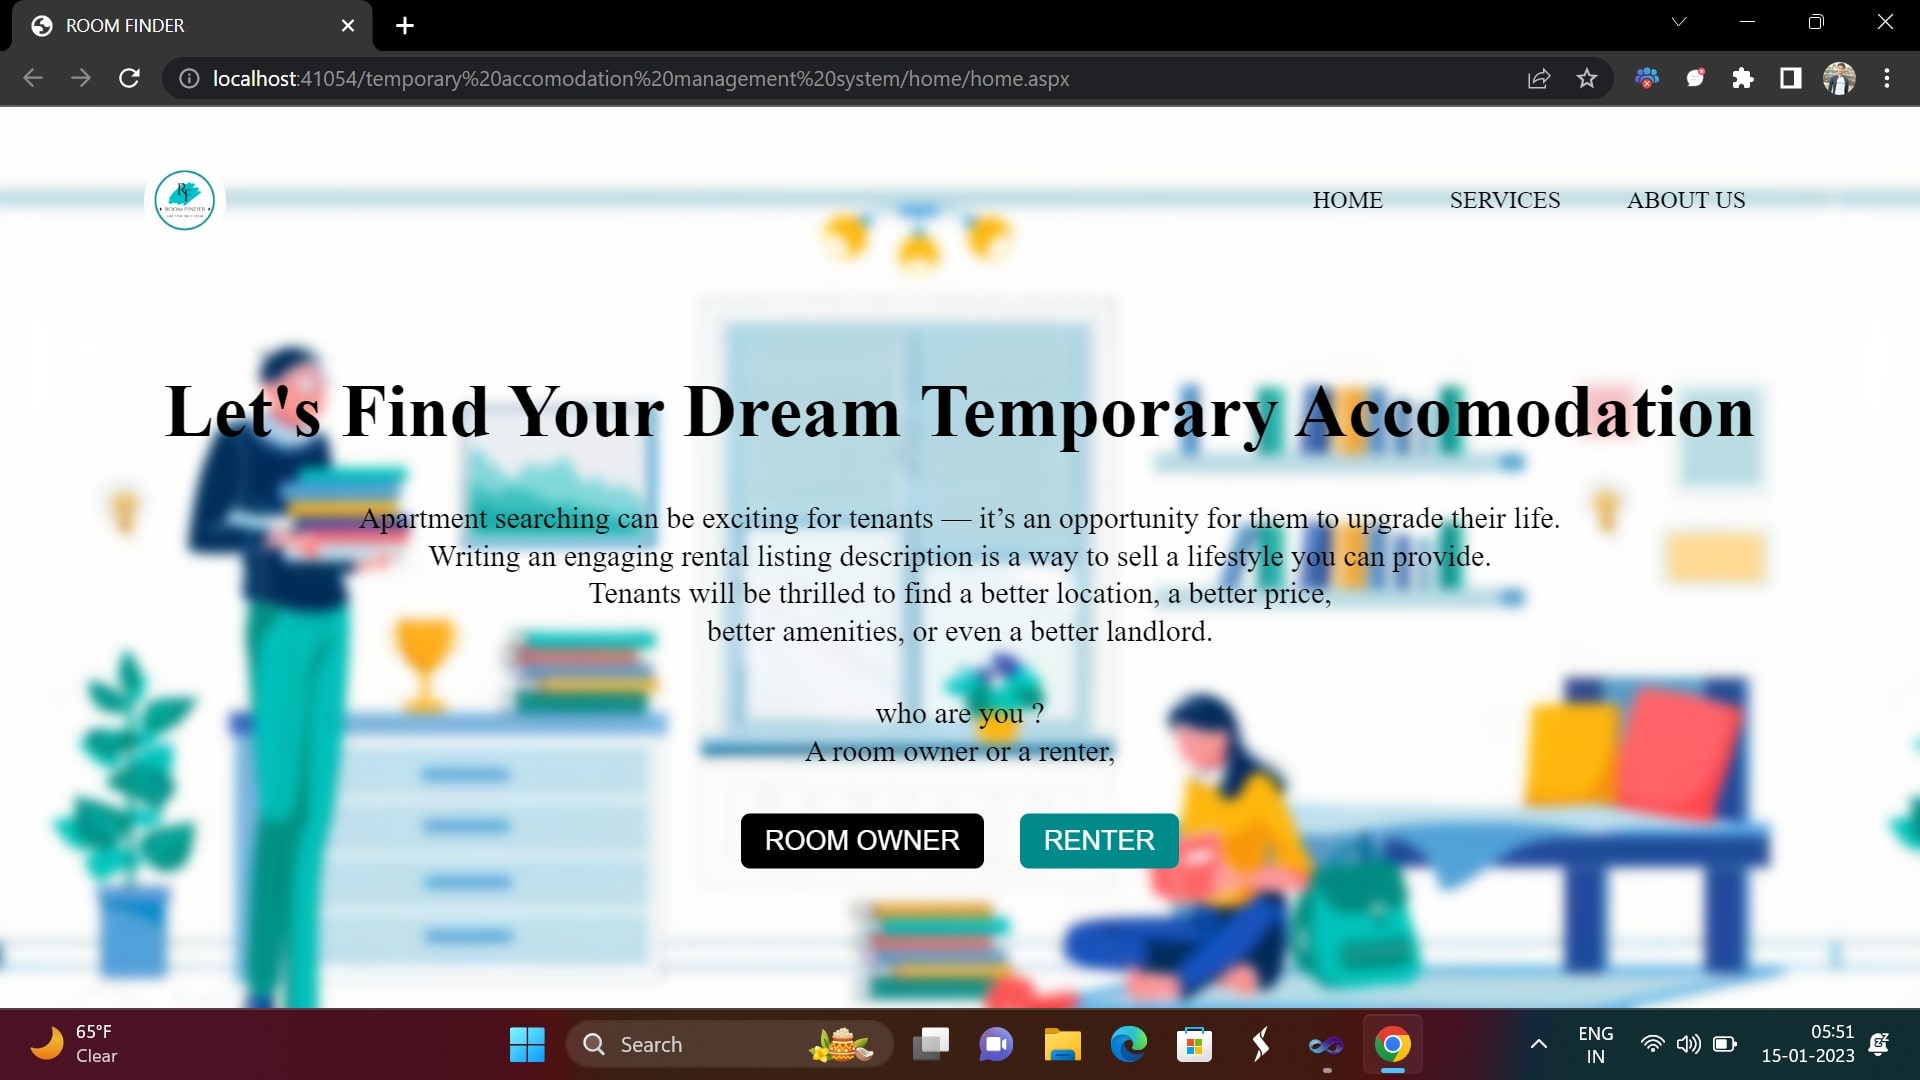 ROOM FINDER
localhost:41054/temporary%20accomodation%20management%20system/home/home.aspx
ROOM FINDER
HOME
SERVICES
ABOUT US
Let's Find Your Dream Temporary Accomodation
Apartment searching can be exciting for tenants — it’s an opportunity for them to upgrade their life.
Writing an engaging rental listing description is a way to sell a lifestyle you can provide.
Tenants will be thrilled to find a better location, a better price,
better amenities, or even a better landlord.
who are you ?
A room owner or a renter,
ROOM OWNER
RENTER
65°F
Clear
Search
ENG
IN
05:51
15-01-2023